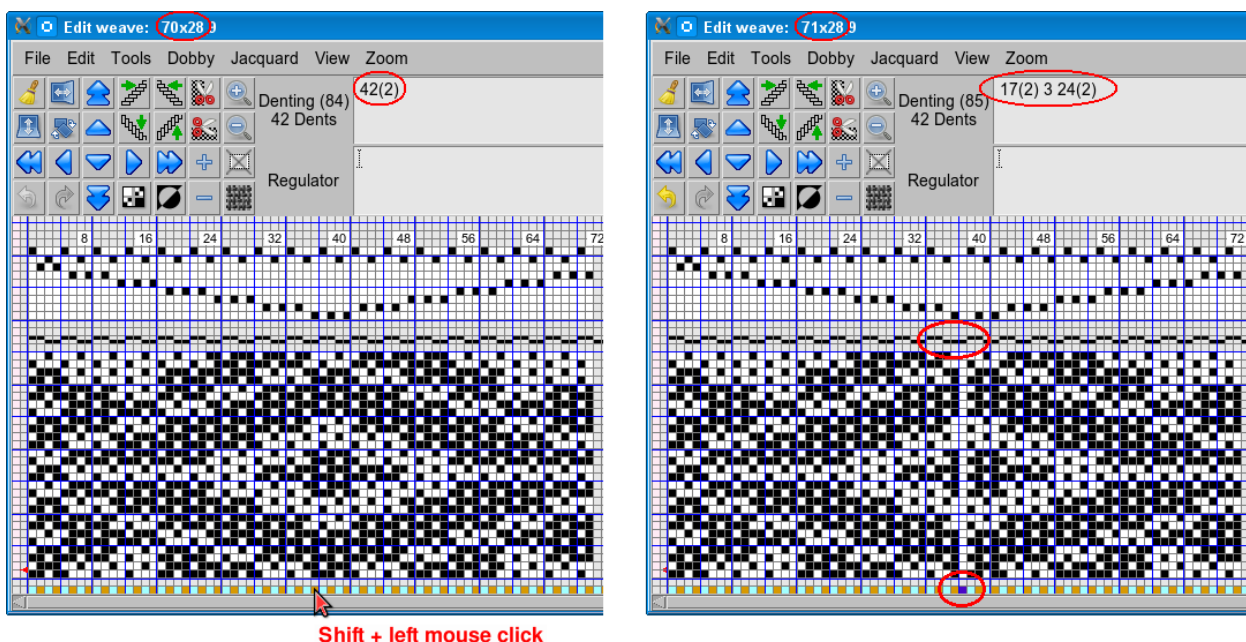 Edit weave: 70x28 9
File Edit Tools Dobby Jacquard View Zoom
Denting (84)
42 Dents
42(2)
Regulator
8 16 24 32 40 48 56 64 72
Shift + left mouse click
Edit weave: 71x28 9
File Edit Tools Dobby Jacquard View Zoom
Denting (85)
42 Dents
17(2) 3 24(2)
Regulator
8 16 24 32 40 48 56 64 72